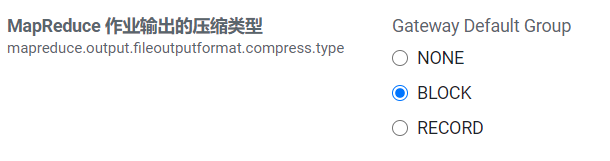 MapReduce 作业输出的压缩类型
mapreduce.output.fileoutputformat.compress.type
Gateway Default Group
NONE
BLOCK
RECORD